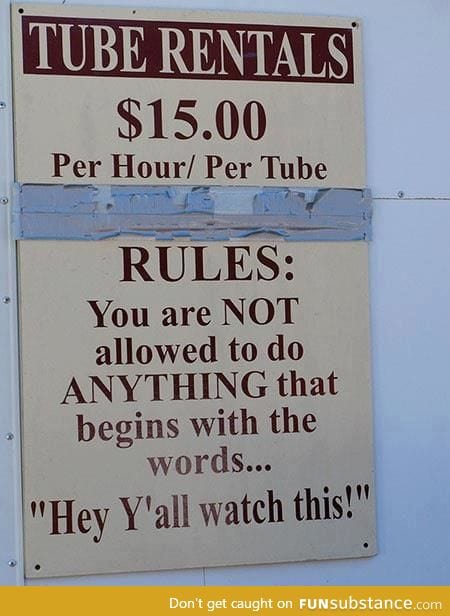 TUBE RENTALS
$15.00
Per Hour/ Per Tube
RULES:
You are NOT
allowed to do
ANYTHING that
begins with the
words...
"Hey Y'all watch this!"
Don't get caught on FUNsubstance.com